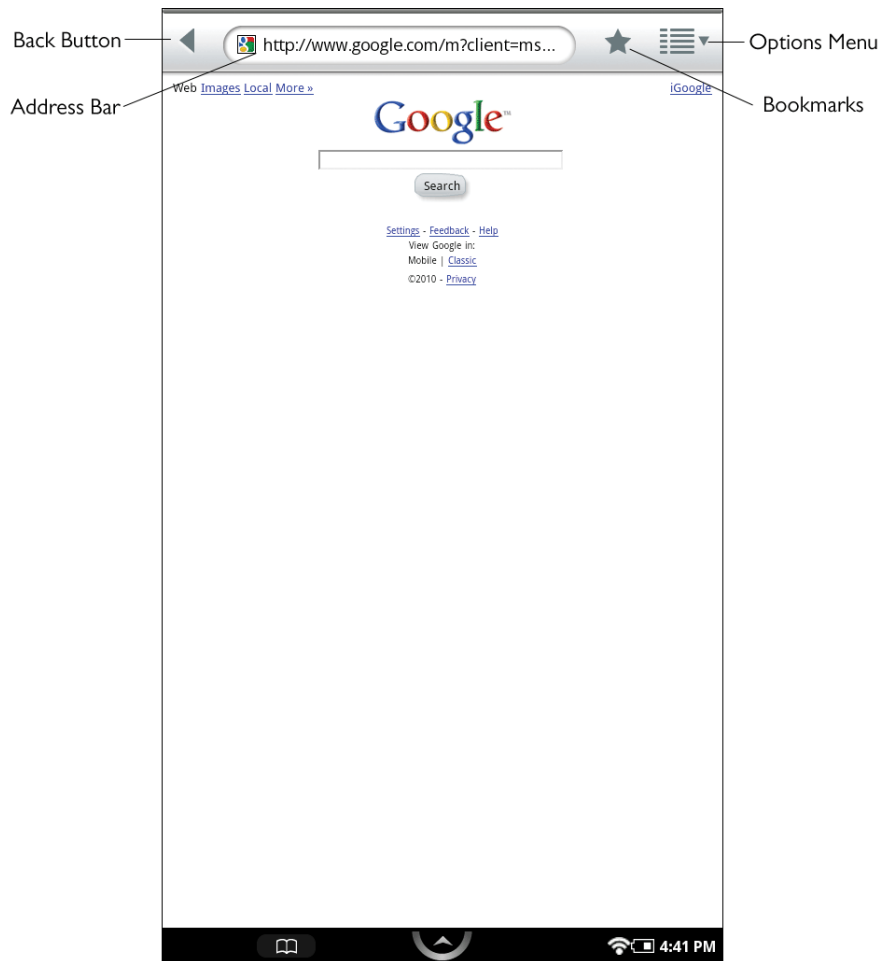 Back Button
http://www.google.com/m?client=ms...
Options Menu
Address Bar
Bookmarks
Web Images Local More »
iGoogle
Google™
Search
Settings - Feedback - Help
View Google in:
Mobile | Classic
©2010 - Privacy
4:41 PM